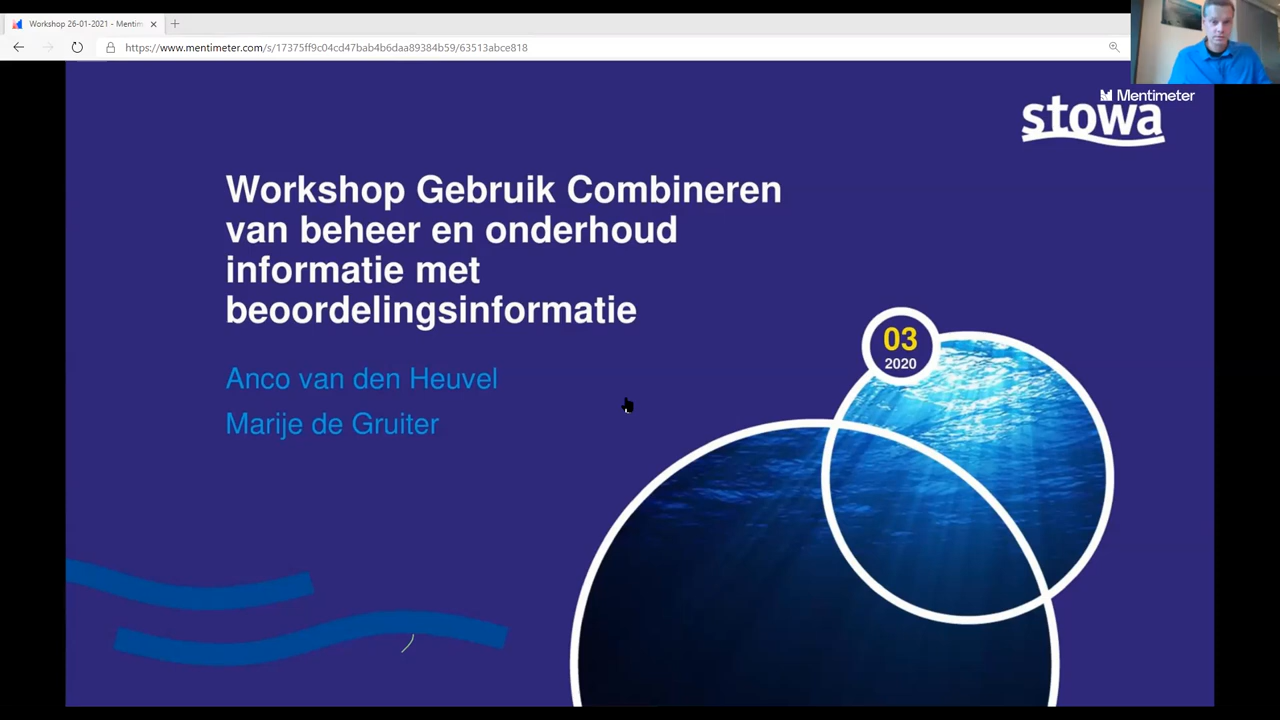 Workshop 26-01-2021 - Mentim
https://www.mentimeter.com/s/17375ff9c04cd47bab4b6daa89384b59/63513abce818
Mentimeter
stowa
Workshop Gebruik Combineren
van beheer en onderhoud
informatie met
beoordelingsinformatie
Anco van den Heuvel
Marije de Gruiter
03
2020